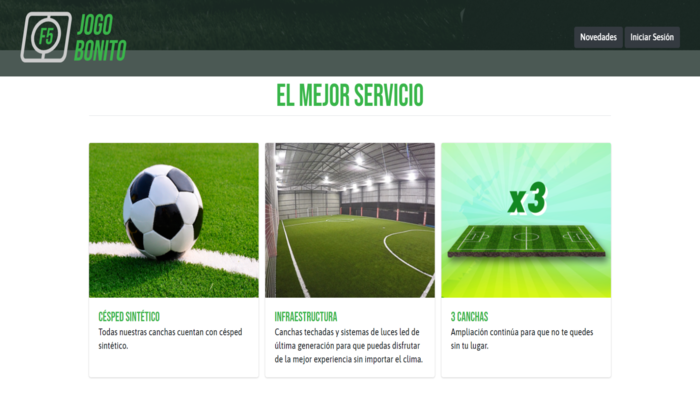 F5 JOGO
BONITO
Novedades Iniciar Sesión
EL MEJOR SERVICIO
x3
CÉSPED SINTÉTICO
Todas nuestras canchas cuentan con césped
sintético.
INFRAESTRUCTURA
Canchas techadas y sistemas de luces led de
última generación para que puedas disfrutar
de la mejor experiencia sin importar el clima.
3 CANCHAS
Ampliación continúa para que no te quedes
sin tu lugar.